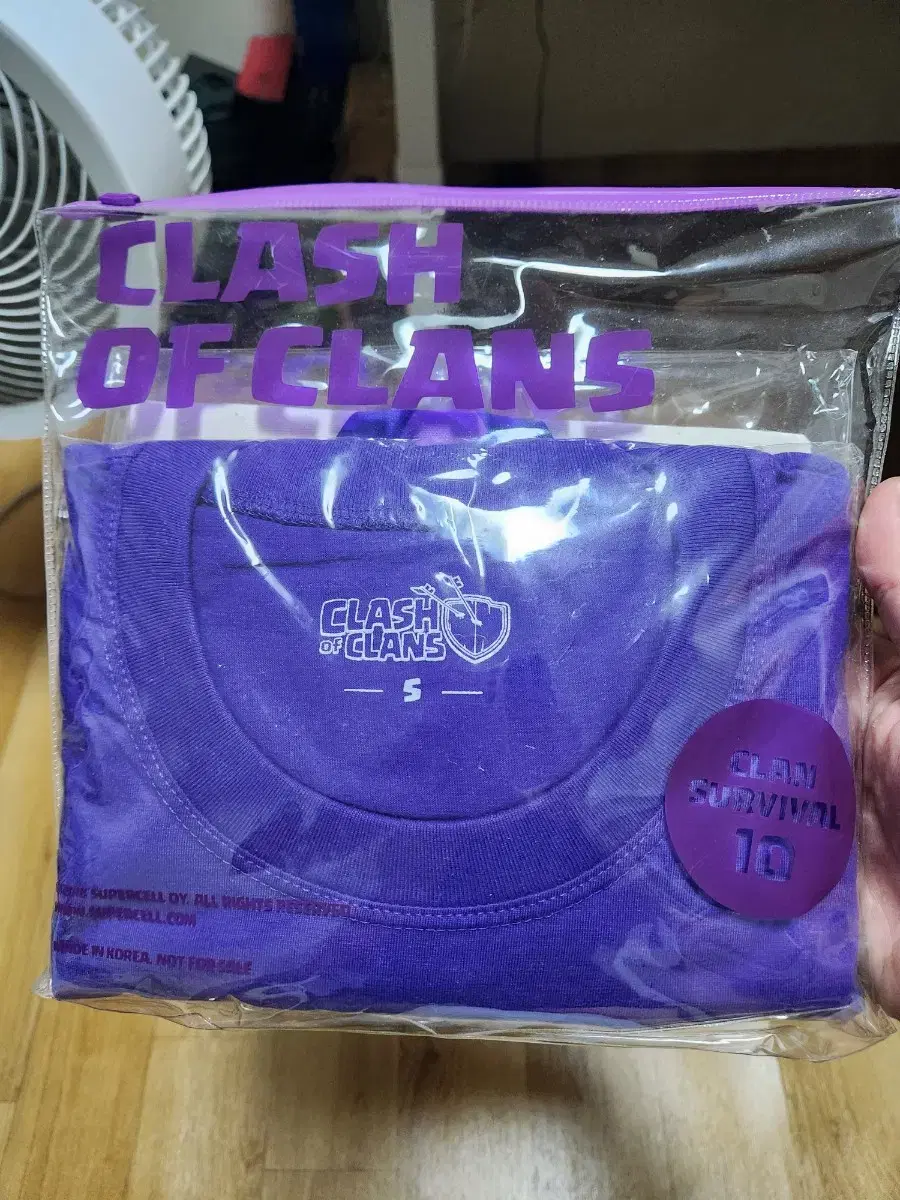 CLASH
OF CLANS
CLASH
OF CLANS
S
CLAN
SURVIVAL
10
SUPERCELL OY. ALL RIGHTS RESERVED.
WWW.SUPERCELL.COM
MADE IN KOREA. NOT FOR SALE